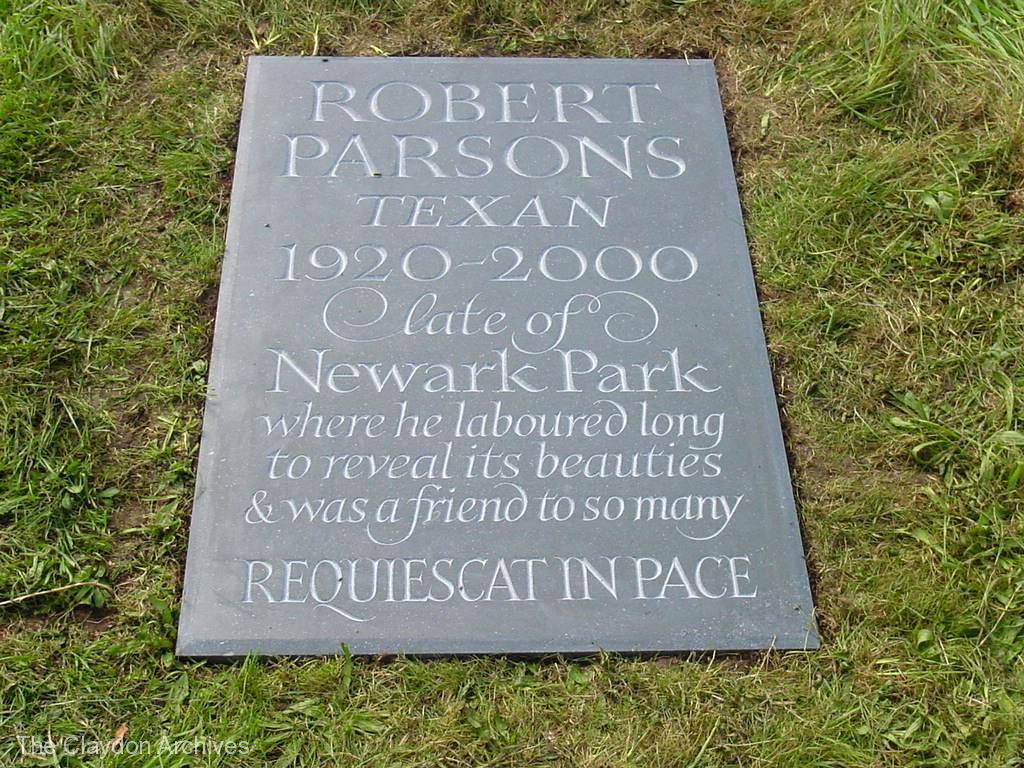 ROBERT
PARSONS
TEXAN
1920-2000
late of
Newark Park
where he laboured long
to reveal its beauties
& was a friend to so many
REQUIESCAT IN PACE
The Claydon Archives